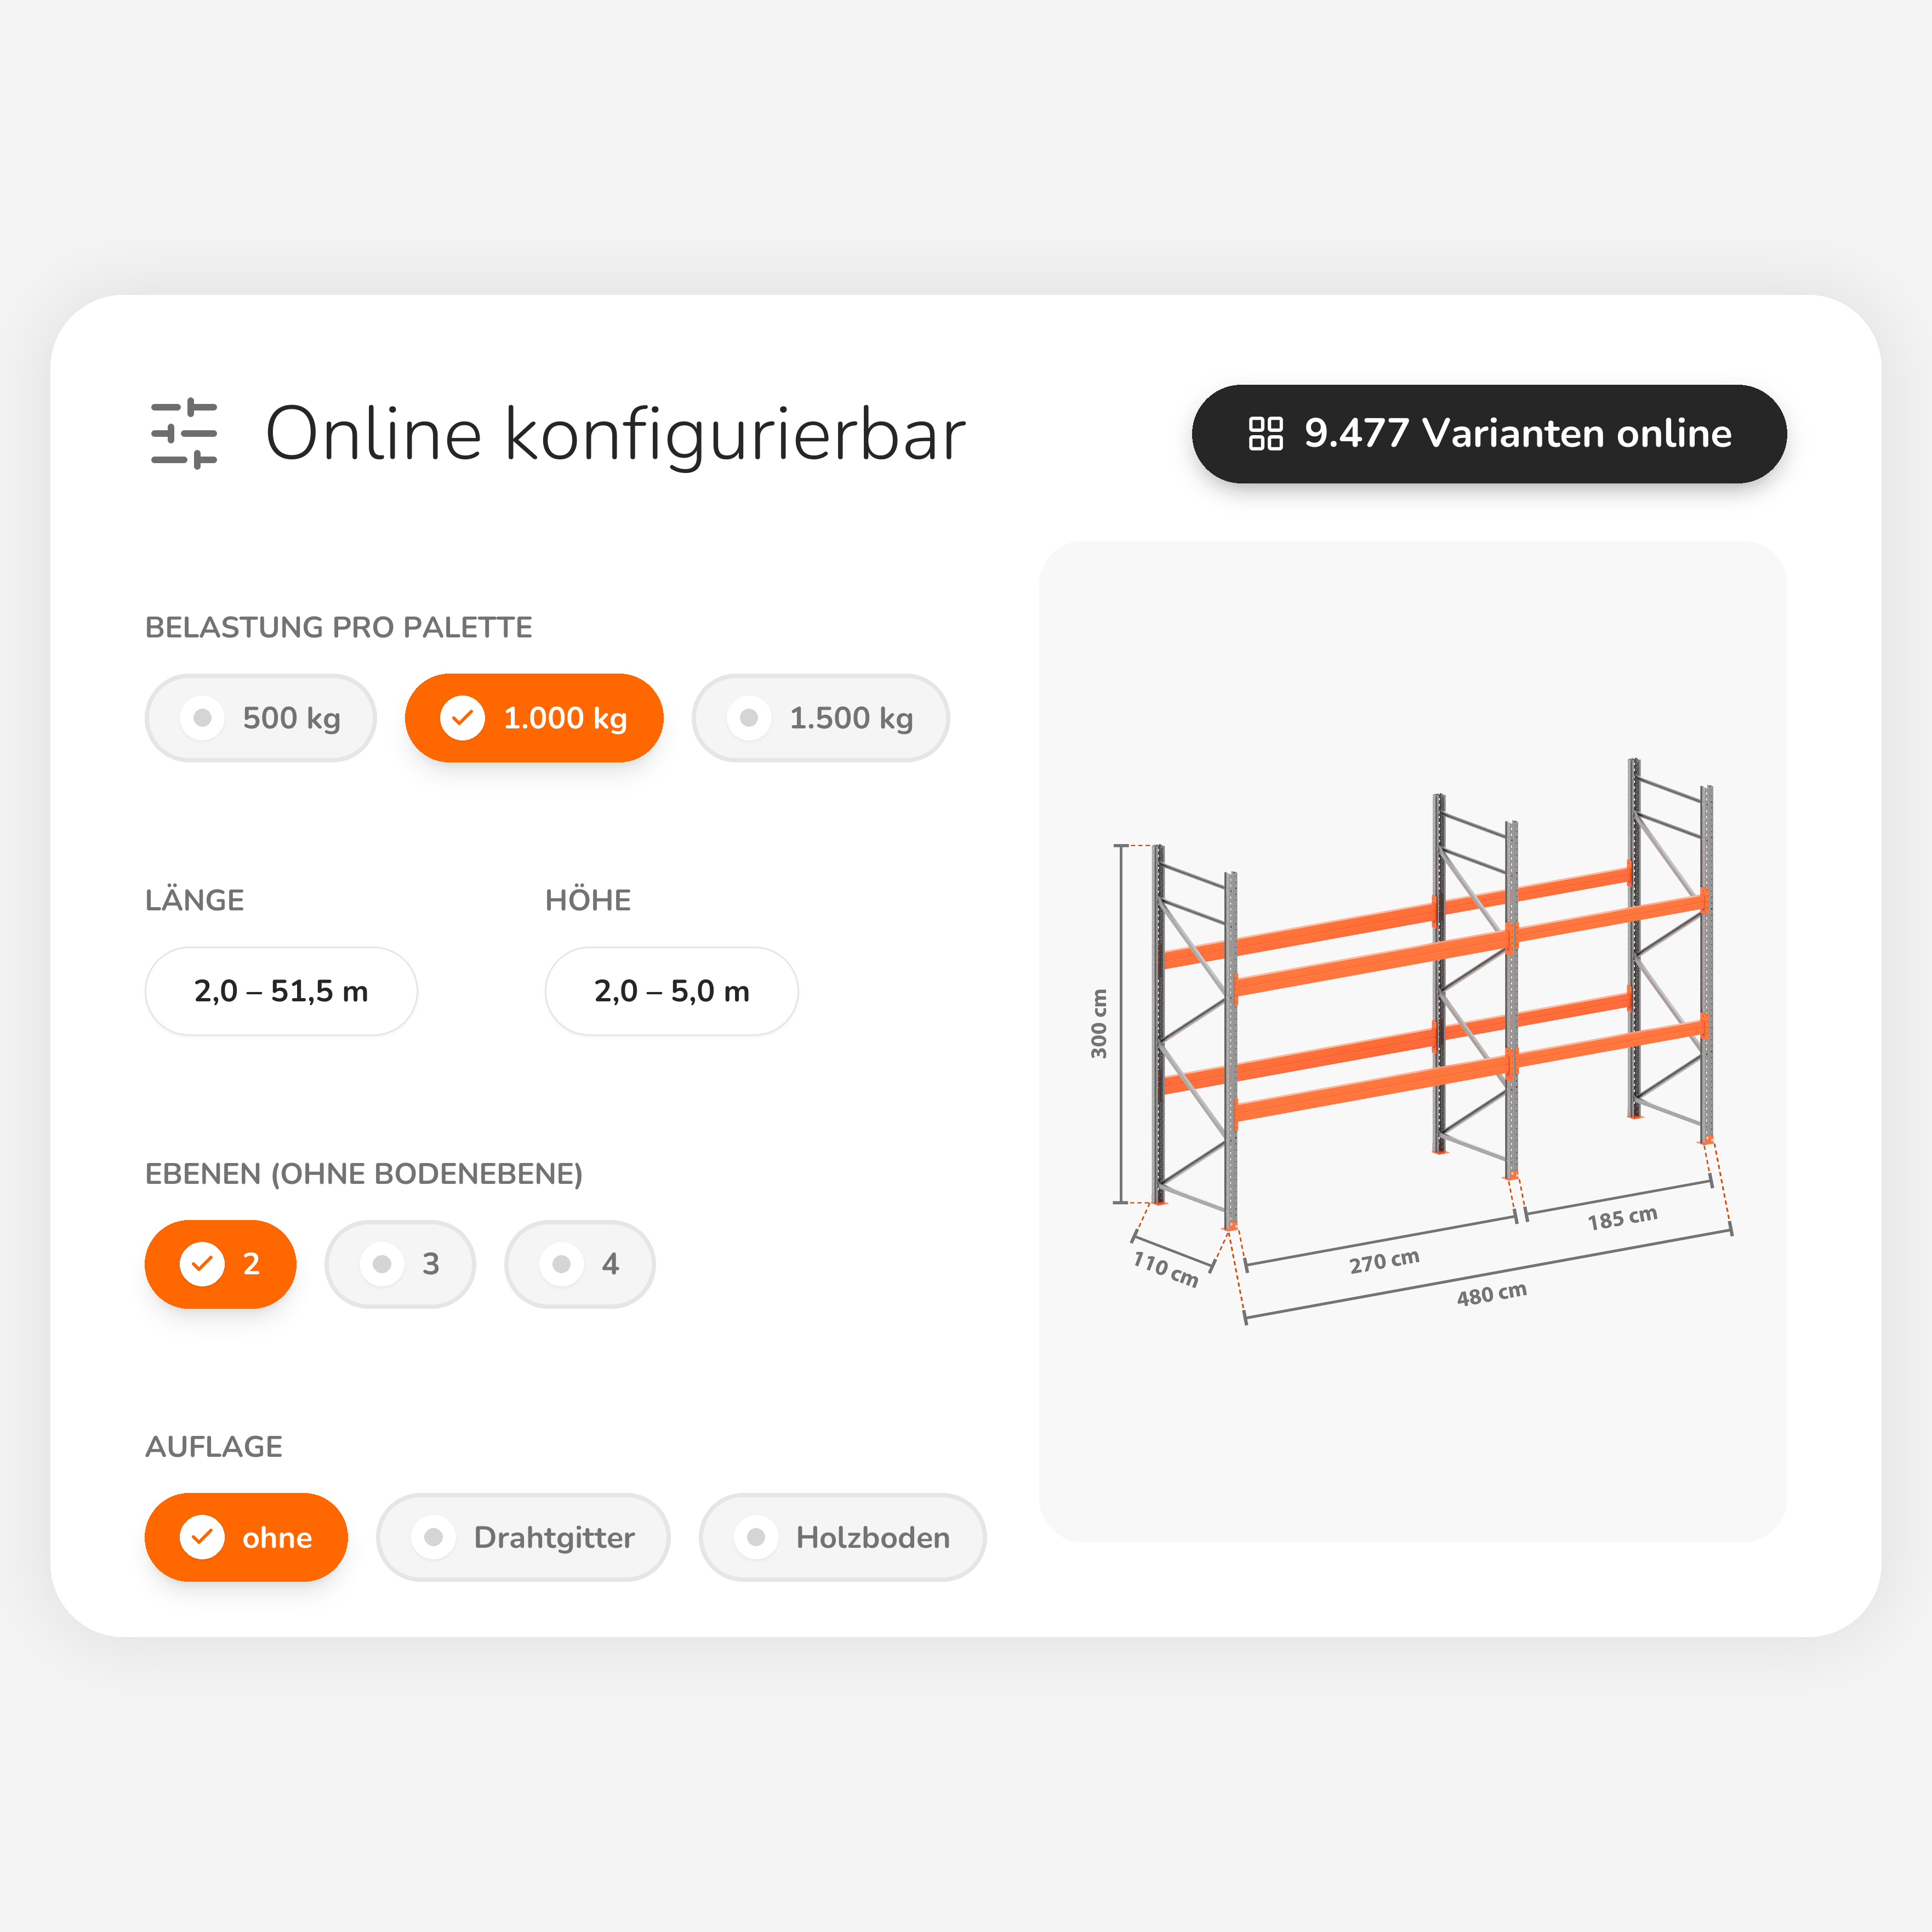 Online konfigurierbar
9.477 Varianten online
BELASTUNG PRO PALETTE
500 kg
1.000 kg
1.500 kg
LÄNGE
HÖHE
2,0 – 51,5 m
2,0 – 5,0 m
EBENEN (OHNE BODENEBENE)
2
3
4
AUFLAGE
ohne
Drahtgitter
Holzboden
300 cm
110 cm
270 cm
185 cm
480 cm